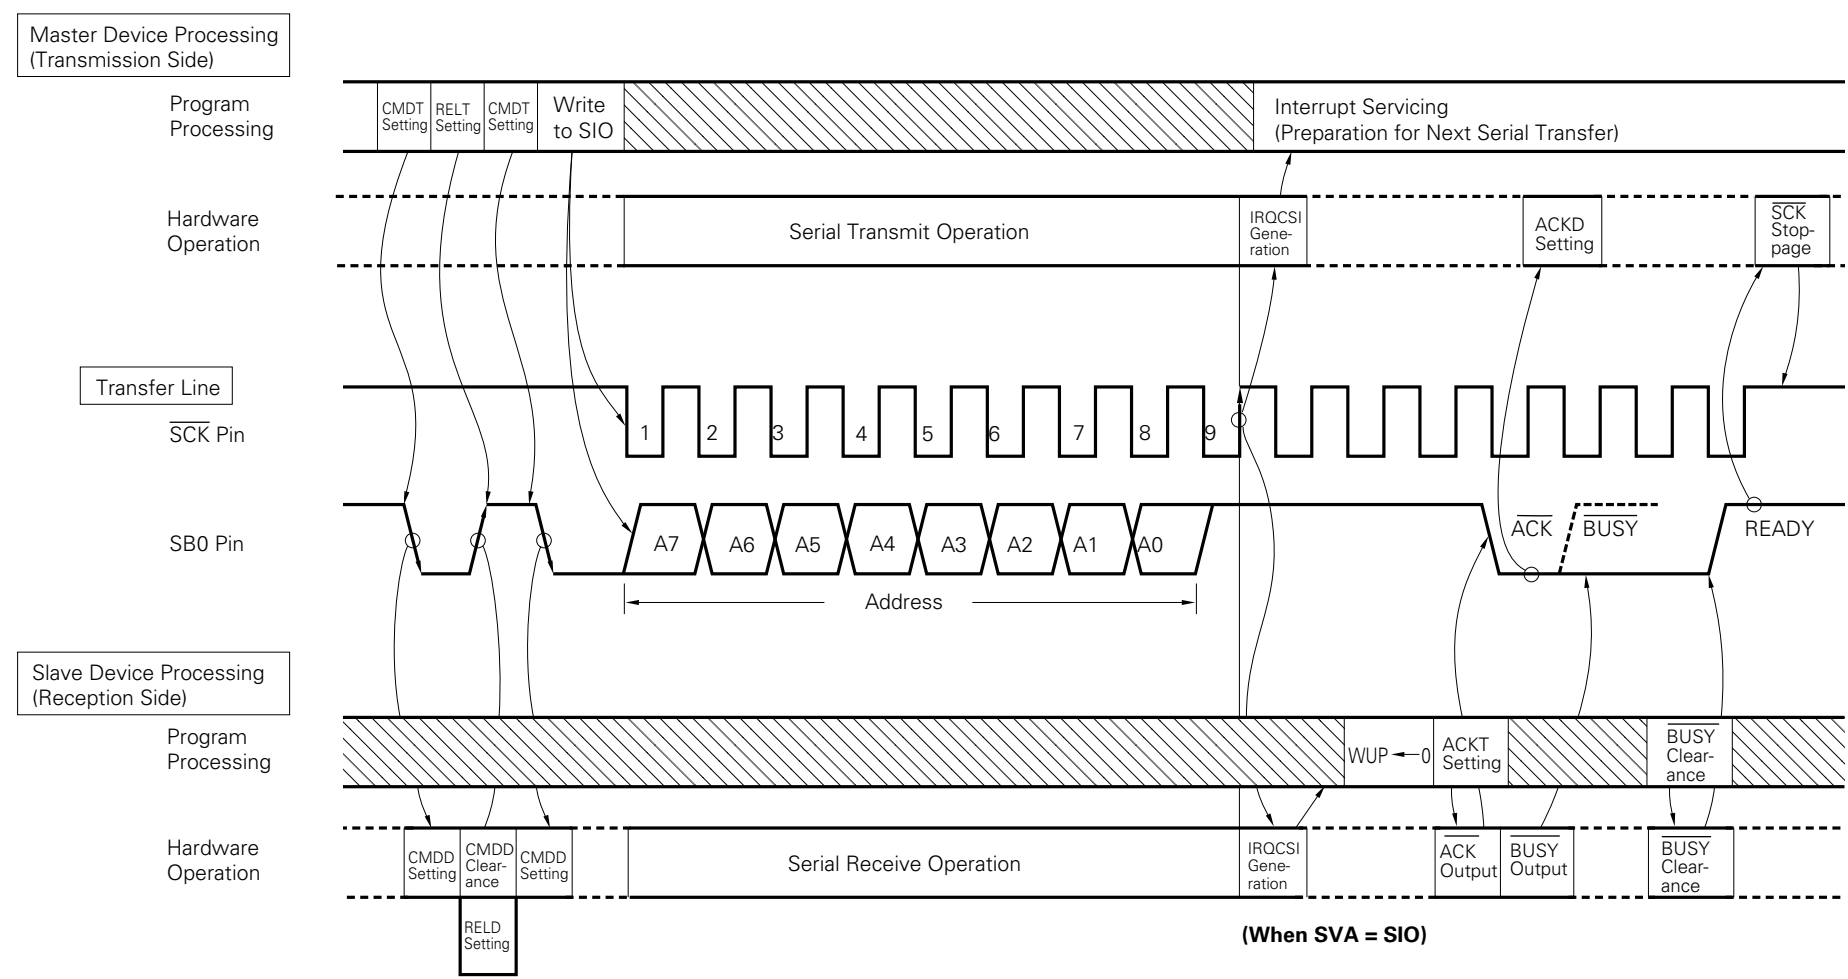 Master Device Processing
(Transmission Side)
Program
Processing
CMDT
Setting
RELT
Setting
CMDT
Setting
Write
to SIO
Interrupt Servicing
(Preparation for Next Serial Transfer)
Hardware
Operation
Serial Transmit Operation
IRQCSI
Gene-
ration
ACKD
Setting
SCK
Stop-
page
Transfer Line
SCK Pin
1 2 3 4 5 6 7 8 9
SB0 Pin
A7 A6 A5 A4 A3 A2 A1 A0
ACK BUSY READY
Address
Slave Device Processing
(Reception Side)
Program
Processing
WUP ← 0
ACKT
Setting
BUSY
Clear-
ance
Hardware
Operation
CMDD
Setting
CMDD
Clear-
ance
CMDD
Setting
Serial Receive Operation
IRQCSI
Gene-
ration
ACK
Output
BUSY
Output
BUSY
Clear-
ance
RELD
Setting
(When SVA = SIO)